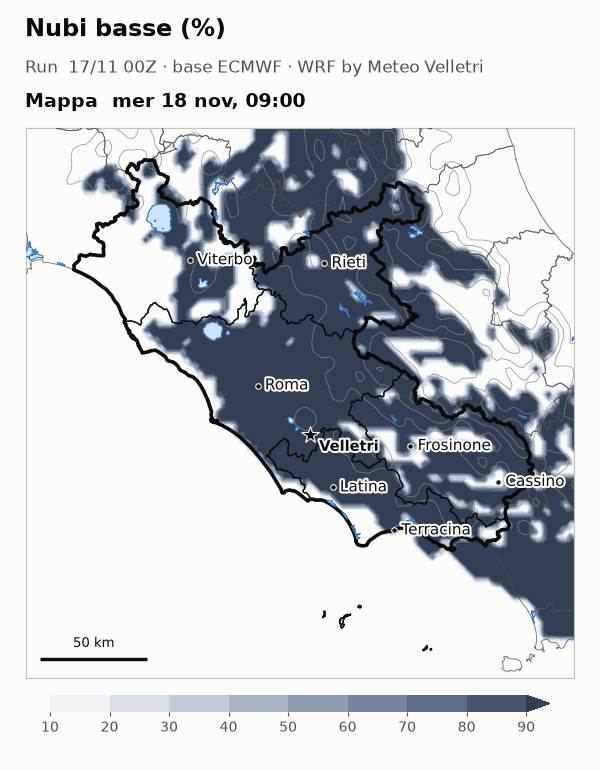 Nubi basse (%)
Run  17/11 00Z · base ECMWF · WRF by Meteo Velletri
Mappa  mer 18 nov, 09:00
Viterbo
Rieti
Roma
Velletri
Frosinone
Cassino
Latina
Terracina
50 km
10 20 30 40 50 60 70 80 90